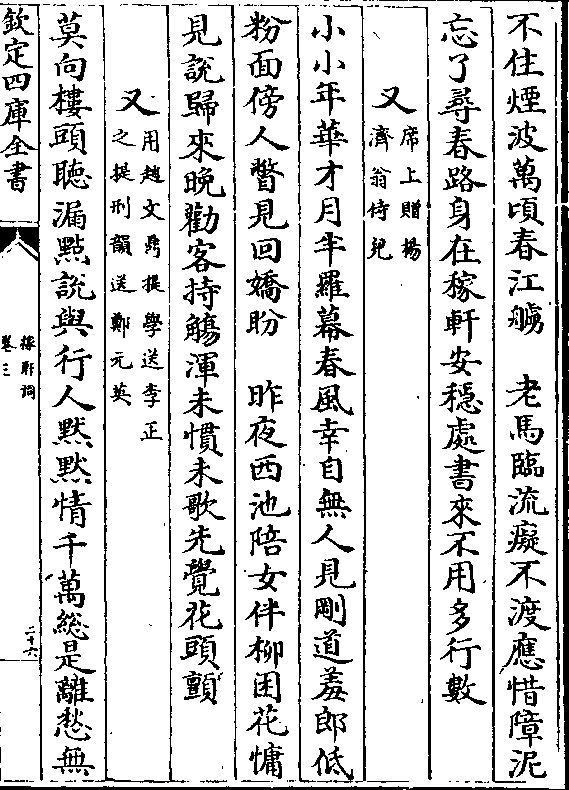 不住煙波萬頃春江艣　老馬臨流癡不渡應惜障泥
忘了尋春路身在稼軒安穩處書來不用多行數
又席上贈楊
濟翁侍兒
小小年華才月半羅幕春風幸自無人見剛道羞郎低
粉面傍人瞥見回嬌盼　昨夜西池陪女伴柳困花慵
見說歸來晚勸客持觴渾未慣未歌先覺花頭顫
又用趙文鼎提學送李正
之提刑韻送鄭元英
莫向樓頭聽漏點說與行人默默情千萬總是離愁無
欽定四庫全書
稼軒詞
卷三
二十六